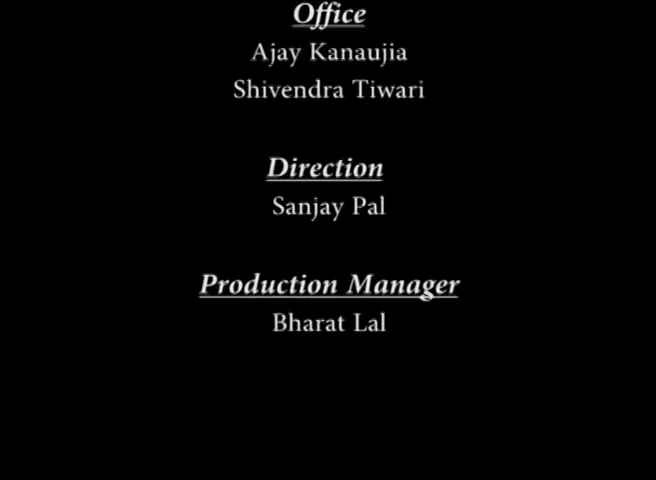 Office
Ajay Kanaujia
Shivendra Tiwari
Direction
Sanjay Pal
Production Manager
Bharat Lal